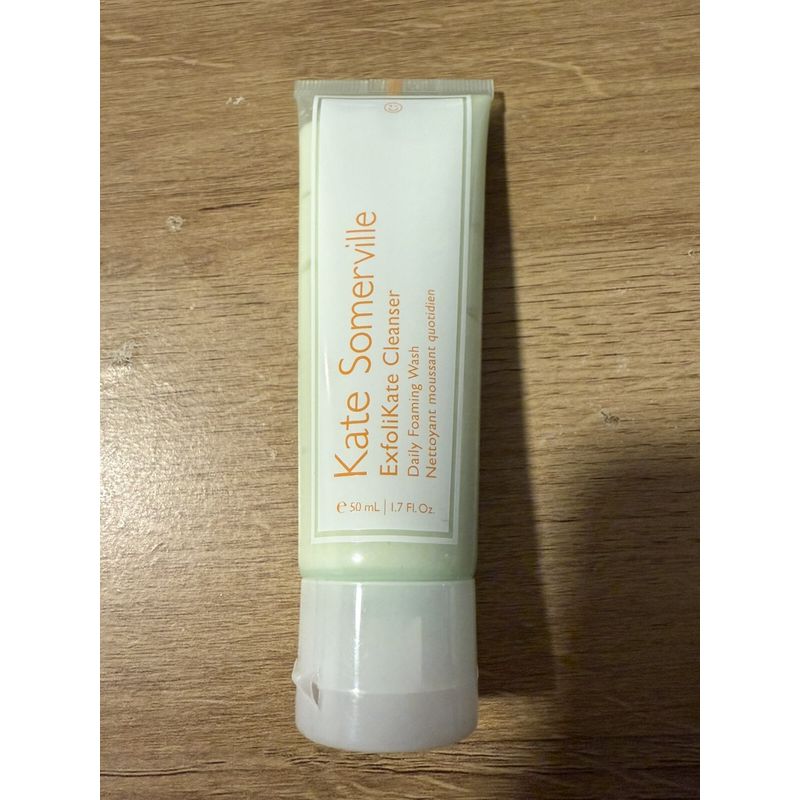 Kate Somerville
ExfoliKate Cleanser
Daily Foaming Wash
Nettoyant moussant quotidien
℮ 50 mL | 1.7 Fl. Oz.